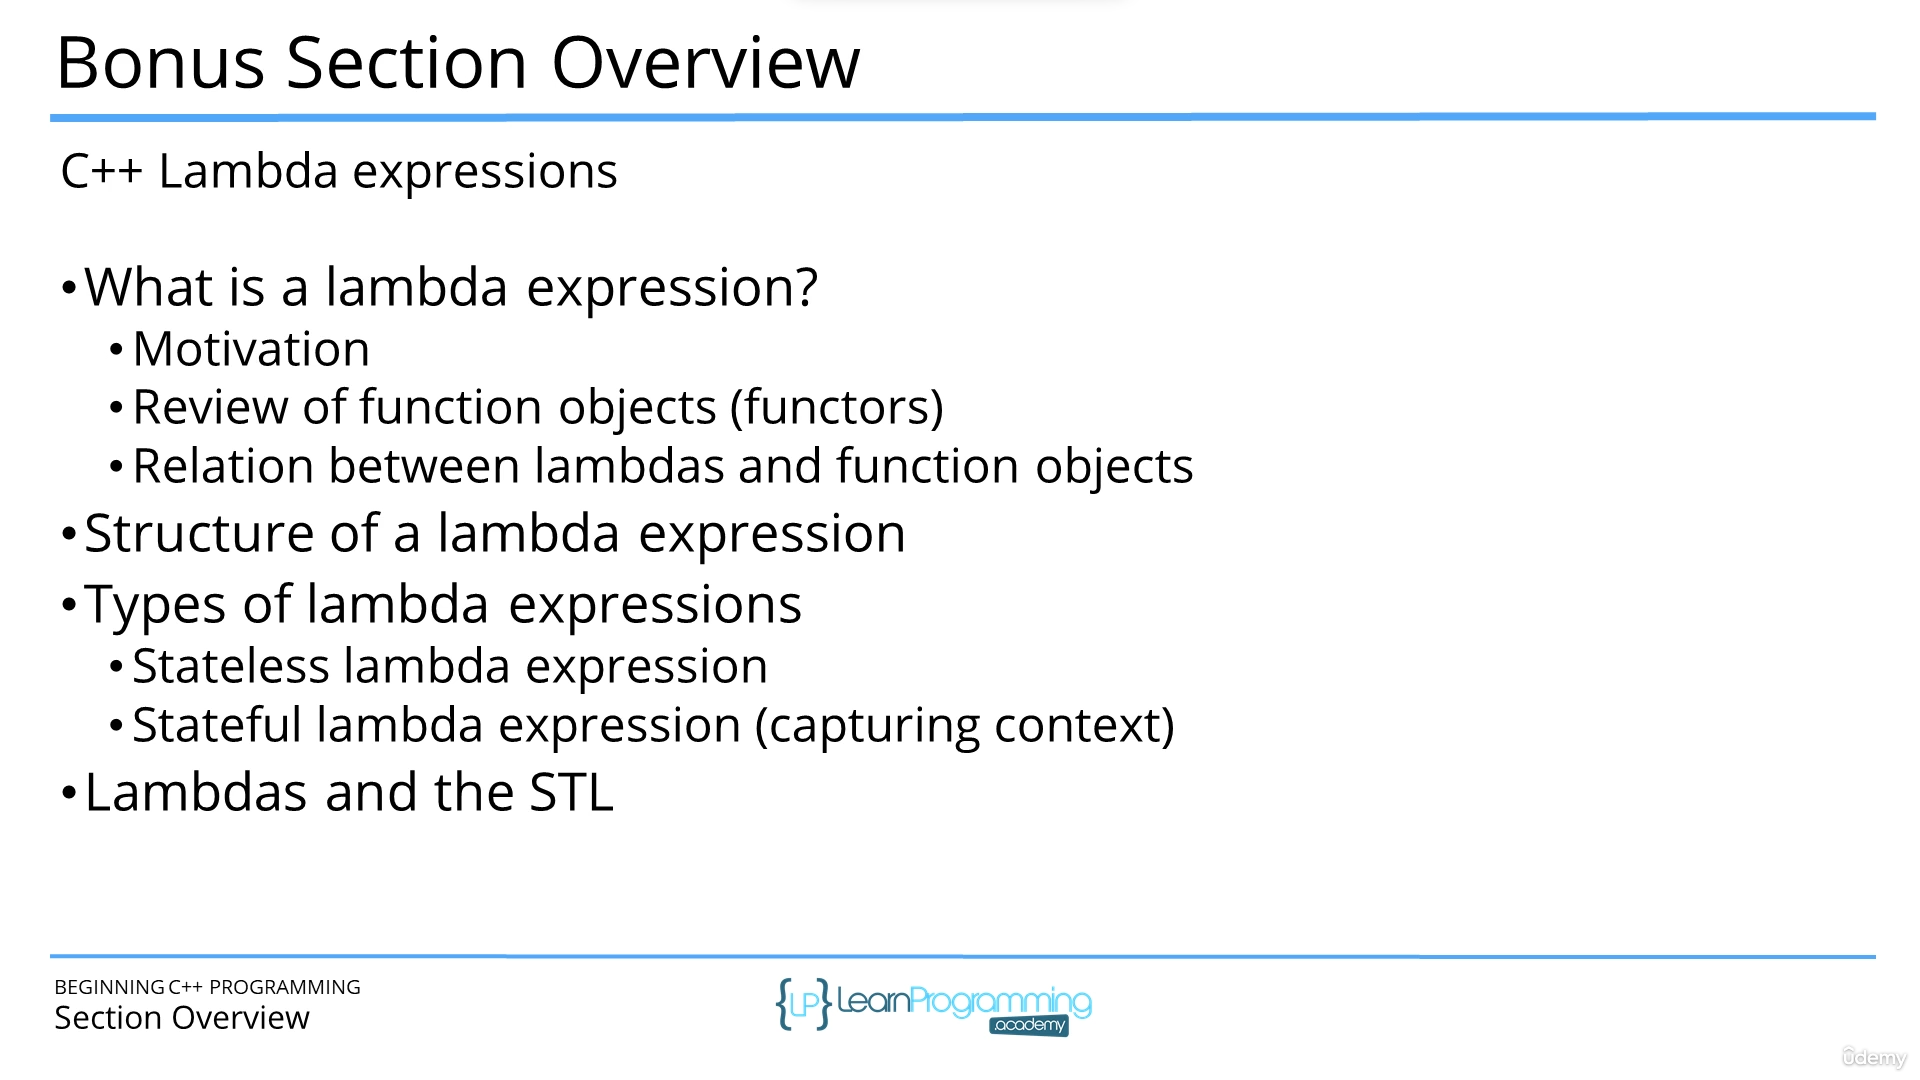 Bonus Section Overview
C++ Lambda expressions
•What is a lambda expression?
•Motivation
•Review of function objects (functors)
•Relation between lambdas and function objects
•Structure of a lambda expression
•Types of lambda expressions
•Stateless lambda expression
•Stateful lambda expression (capturing context)
•Lambdas and the STL
BEGINNING C++ PROGRAMMING
Section Overview
{LP} LearnProgramming
academy
ûdemy